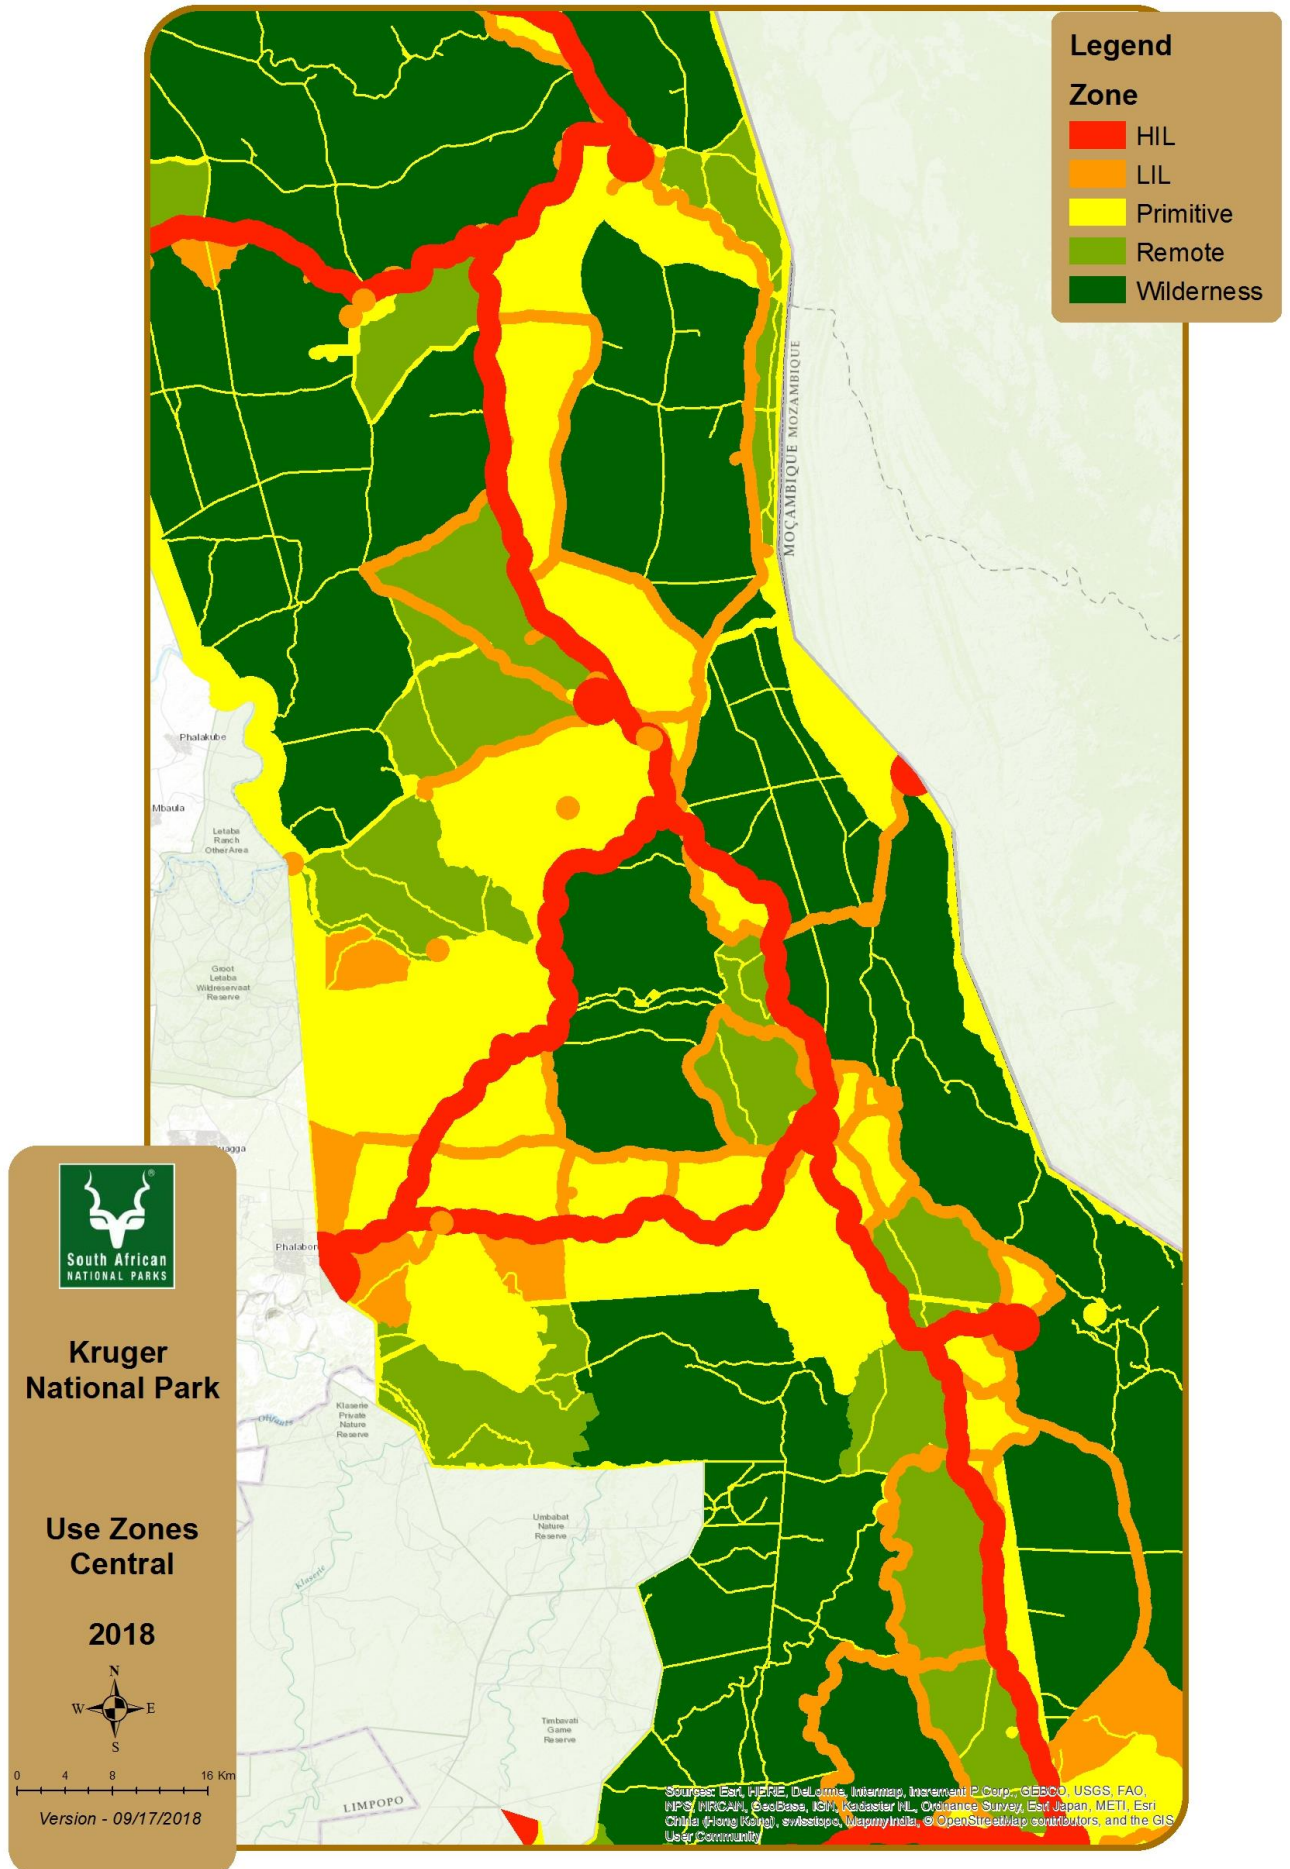 Legend
Zone
HIL
LIL
Primitive
Remote
Wilderness
MOÇAMBIQUE MOZAMBIQUE
Phalakube
Mbaula
Letaba
Ranch
Other Area
Groot
Letaba
Wildreservaat
Reserve
uagga
Phalabor
®
South African
NATIONAL PARKS
Kruger
National Park
Use Zones
Central
2018
N
W E
S
0 4 8 16 Km
Version - 09/17/2018
Olifants
Klaserie
Private
Nature
Reserve
Klaserie
Umbabat
Nature
Reserve
Timbavati
Game
Reserve
LIMPOPO
Sources: Esri, HERE, DeLorme, Intermap, increment P Corp., GEBCO, USGS, FAO,
NPS, NRCAN, GeoBase, IGN, Kadaster NL, Ordnance Survey, Esri Japan, METI, Esri
China (Hong Kong), swisstopo, MapmyIndia, © OpenStreetMap contributors, and the GIS
User Community